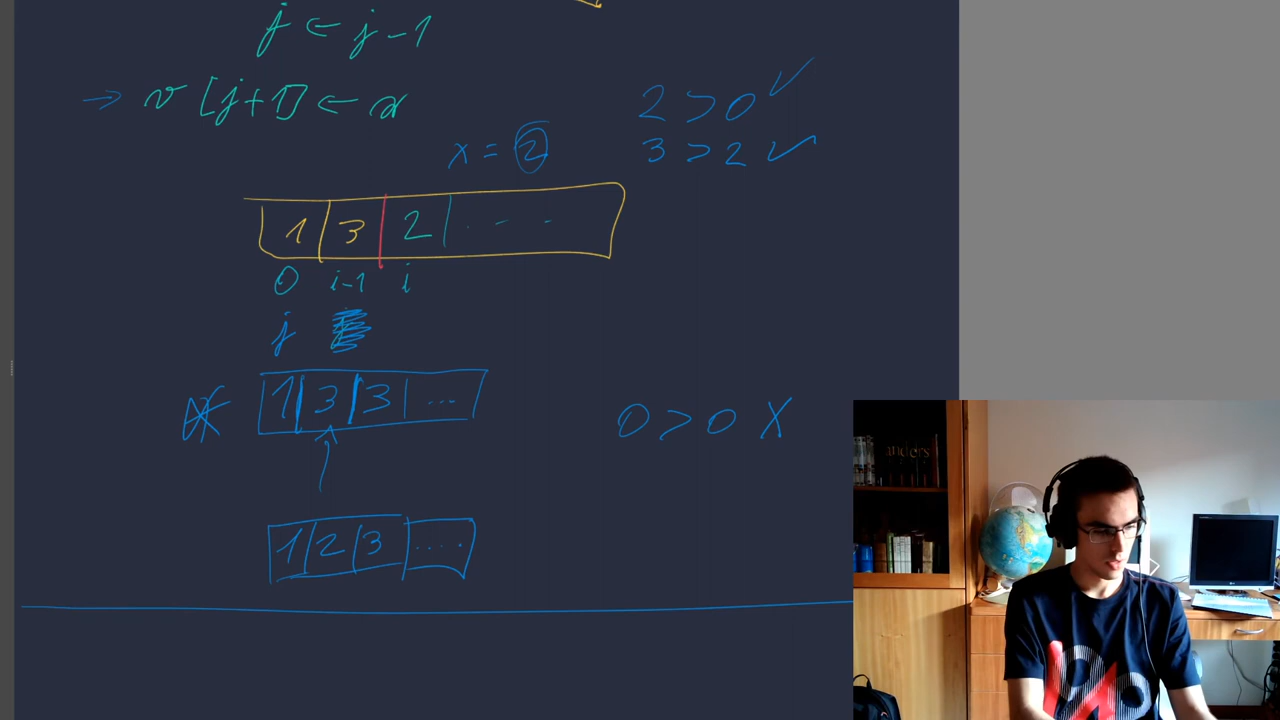 j ← j - 1
→ v [j+1] ← x
2 > 0 ✓
x = 2
3 > 2 ✓
1 | 3 | 2 | . - .
0 i-1 i
j
1 | 3 | 3 | ...
0 > 0 X
1 | 2 | 3 | ....
anders